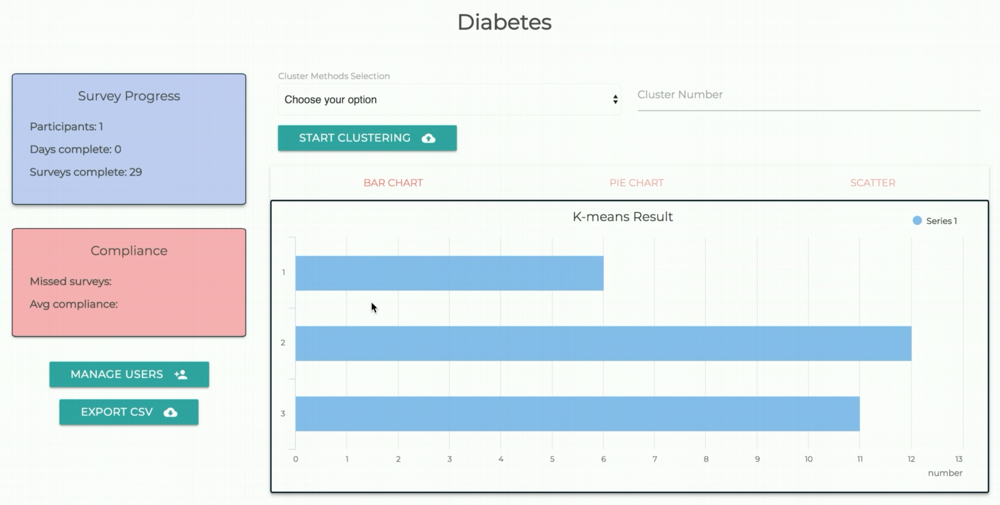 Diabetes
Survey Progress
Participants: 1
Days complete: 0
Surveys complete: 29
Compliance
Missed surveys:
Avg compliance:
MANAGE USERS
EXPORT CSV
Cluster Methods Selection
Choose your option
Cluster Number
START CLUSTERING
BAR CHART PIE CHART SCATTER
K-means Result
Series 1
1
2
3
0 1 2 3 4 5 6 7 8 9 10 11 12 13
number